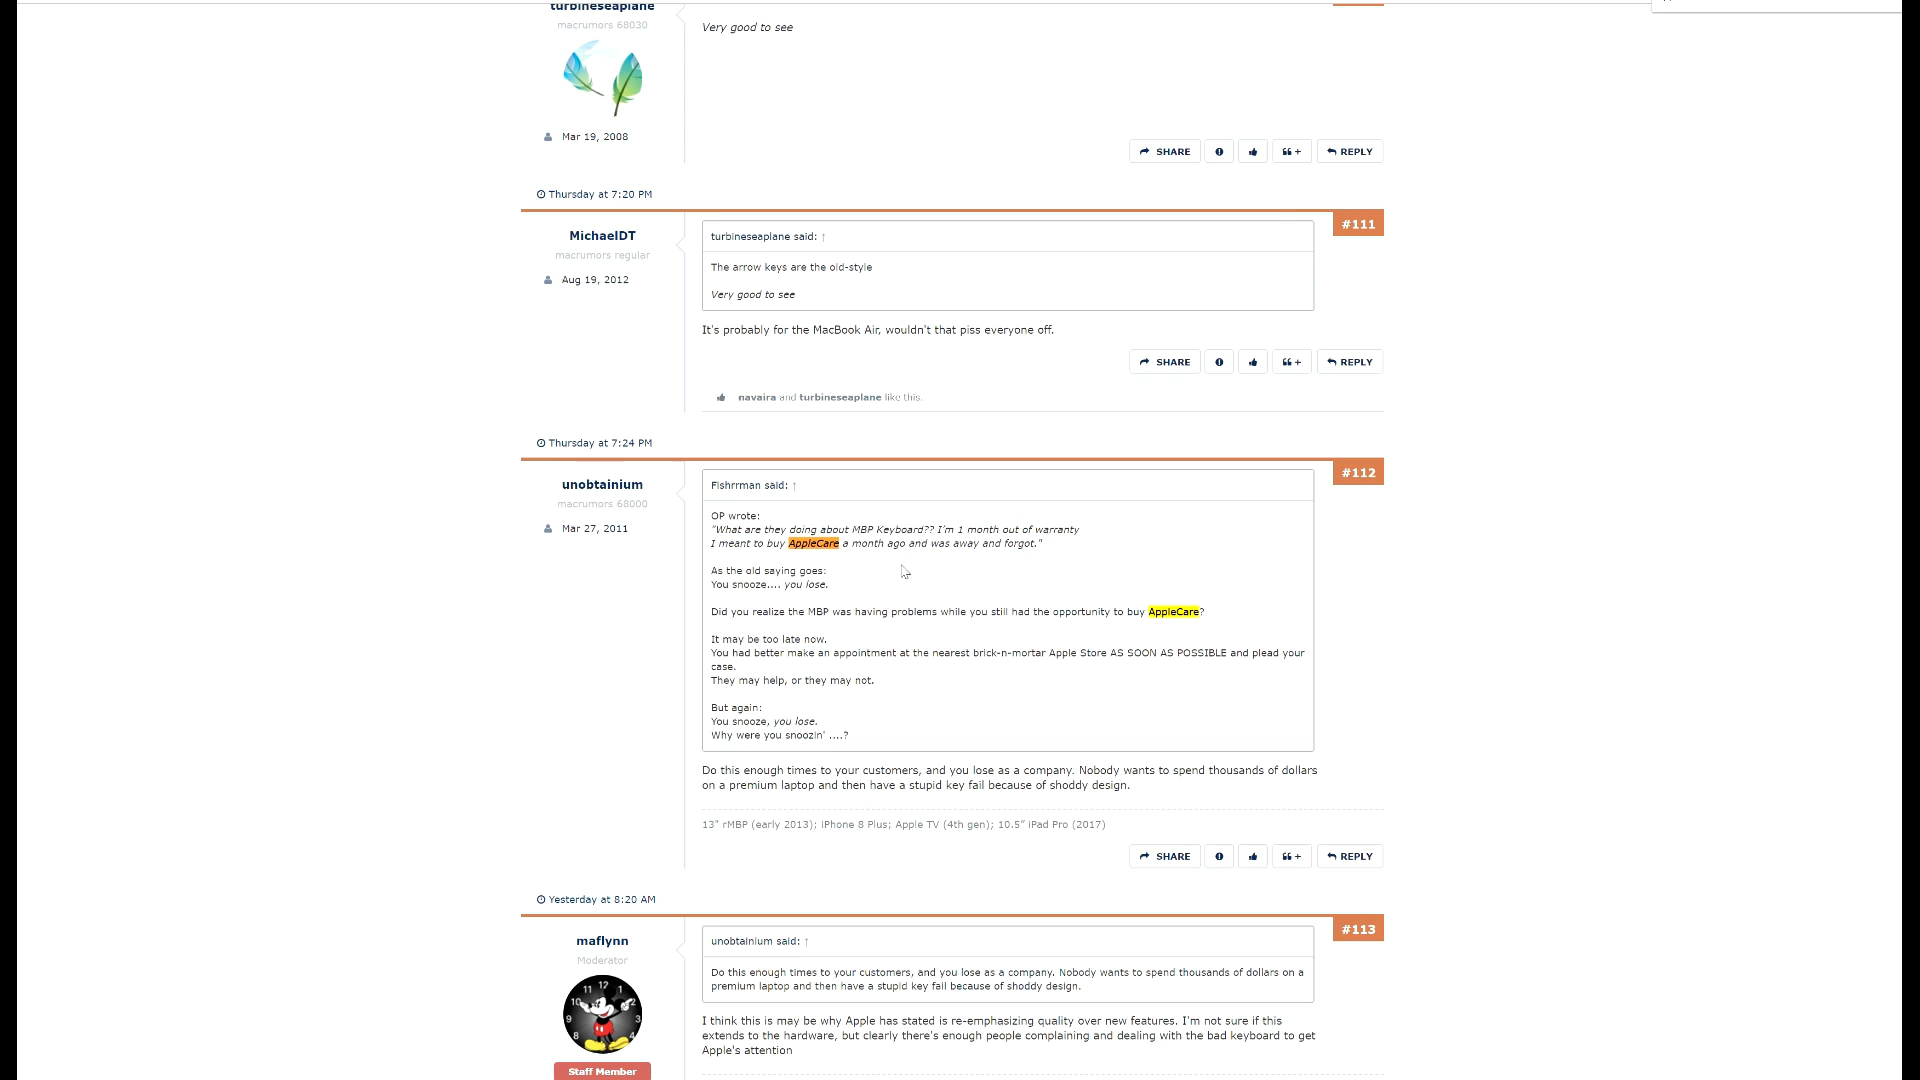 turbineseaplane
macrumors 68030
Very good to see
Mar 19, 2008
SHARE
+
REPLY
Thursday at 7:20 PM
#111
MichaelDT
macrumors regular
Aug 19, 2012
turbineseaplane said: ↑
The arrow keys are the old-style
Very good to see
It's probably for the MacBook Air, wouldn't that piss everyone off.
SHARE
+
REPLY
navaira and turbineseaplane like this.
Thursday at 7:24 PM
#112
unobtainium
macrumors 68000
Mar 27, 2011
Fishrrman said: ↑
OP wrote:
"What are they doing about MBP Keyboard?? I'm 1 month out of warranty
I meant to buy AppleCare a month ago and was away and forgot."
As the old saying goes:
You snooze.... you lose.
Did you realize the MBP was having problems while you still had the opportunity to buy AppleCare?
It may be too late now.
You had better make an appointment at the nearest brick-n-mortar Apple Store AS SOON AS POSSIBLE and plead your
case.
They may help, or they may not.
But again:
You snooze, you lose.
Why were you snoozin' ....?
Do this enough times to your customers, and you lose as a company. Nobody wants to spend thousands of dollars
on a premium laptop and then have a stupid key fail because of shoddy design.
13" rMBP (early 2013); iPhone 8 Plus; Apple TV (4th gen); 10.5" iPad Pro (2017)
SHARE
+
REPLY
Yesterday at 8:20 AM
#113
maflynn
Moderator
11 12 1
10 2
9 3
8 4
Staff Member
unobtainium said: ↑
Do this enough times to your customers, and you lose as a company. Nobody wants to spend thousands of dollars on a
premium laptop and then have a stupid key fail because of shoddy design.
I think this is may be why Apple has stated is re-emphasizing quality over new features. I'm not sure if this
extends to the hardware, but clearly there's enough people complaining and dealing with the bad keyboard to get
Apple's attention